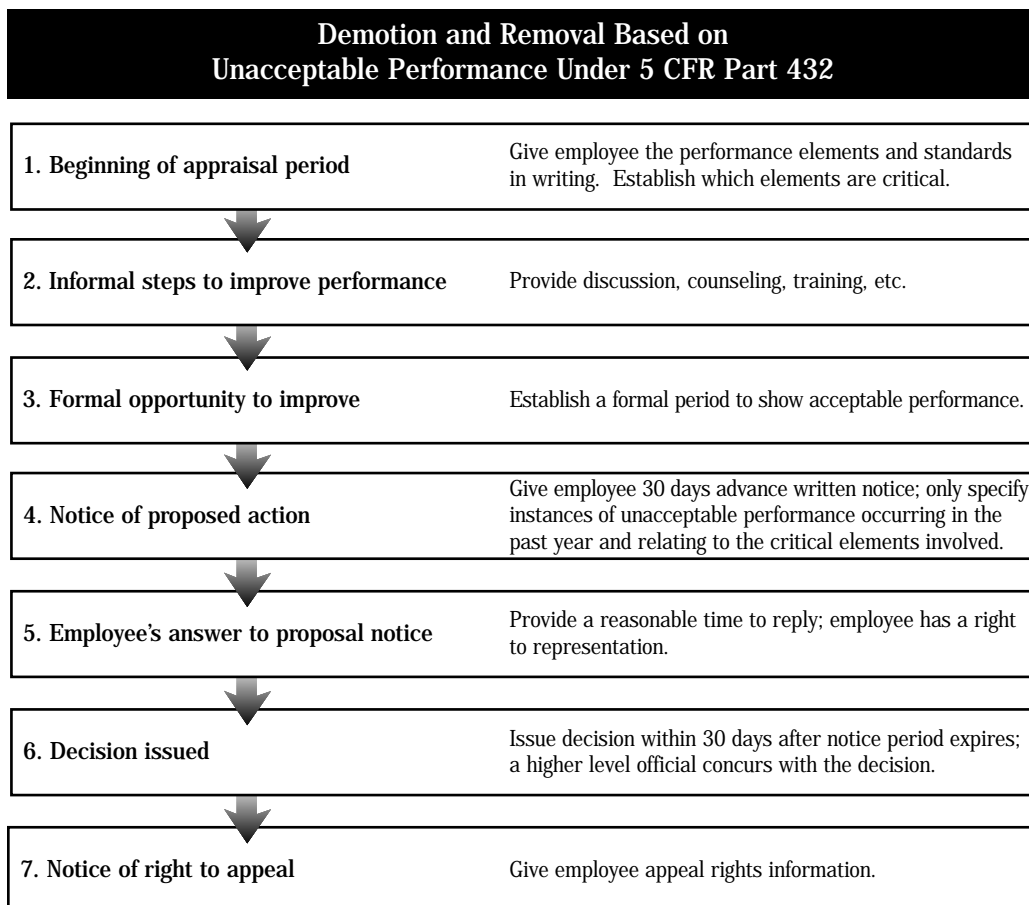 Demotion and Removal Based on
Unacceptable Performance Under 5 CFR Part 432
1. Beginning of appraisal period
Give employee the performance elements and standards
in writing.  Establish which elements are critical.
2. Informal steps to improve performance
Provide discussion, counseling, training, etc.
3. Formal opportunity to improve
Establish a formal period to show acceptable performance.
4. Notice of proposed action
Give employee 30 days advance written notice; only specify
instances of unacceptable performance occurring in the
past year and relating to the critical elements involved.
5. Employee's answer to proposal notice
Provide a reasonable time to reply; employee has a right
to representation.
6. Decision issued
Issue decision within 30 days after notice period expires;
a higher level official concurs with the decision.
7. Notice of right to appeal
Give employee appeal rights information.